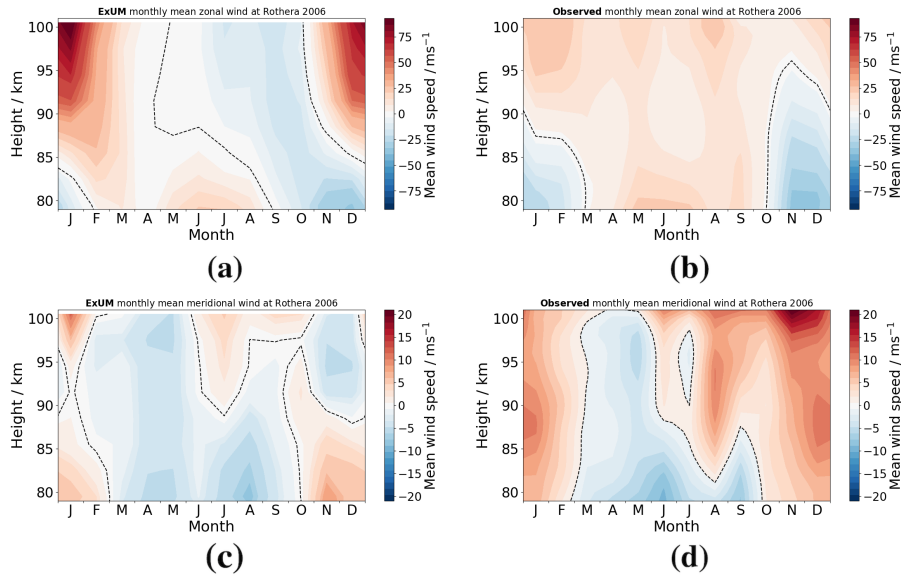 ExUM monthly mean zonal wind at Rothera 2006
100
95
90
85
80
Height / km
J F M A M J J A S O N D
Month
75
50
25
0
−25
−50
−75
Mean wind speed / ms⁻¹
(a)
Observed monthly mean zonal wind at Rothera 2006
100
95
90
85
80
Height / km
J F M A M J J A S O N D
Month
75
50
25
0
−25
−50
−75
Mean wind speed / ms⁻¹
(b)
ExUM monthly mean meridional wind at Rothera 2006
100
95
90
85
80
Height / km
J F M A M J J A S O N D
Month
20
15
10
5
0
−5
−10
−15
−20
Mean wind speed / ms⁻¹
(c)
Observed monthly mean meridional wind at Rothera 2006
100
95
90
85
80
Height / km
J F M A M J J A S O N D
Month
20
15
10
5
0
−5
−10
−15
−20
Mean wind speed / ms⁻¹
(d)